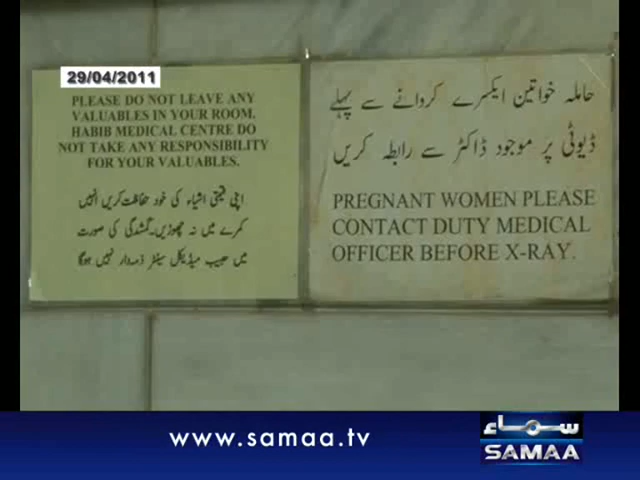 29/04/2011
PLEASE DO NOT LEAVE ANY
VALUABLES IN YOUR ROOM.
HABIB MEDICAL CENTRE DO
NOT TAKE ANY RESPONSIBILITY
FOR YOUR VALUABLES.
اپنی قیمتی اشیاء کی خود حفاظت کریں انہیں
کمرے میں نہ چھوڑیں۔ گمشدگی کی صورت
میں حبیب میڈیکل سینٹر ذمہ دار نہیں ہوگا
حاملہ خواتین ایکسرے کروانے سے پہلے
ڈیوٹی پر موجود ڈاکٹر سے رابطہ کریں
PREGNANT WOMEN PLEASE
CONTACT DUTY MEDICAL
OFFICER BEFORE X-RAY.
www.samaa.tv
سماء
SAMAA